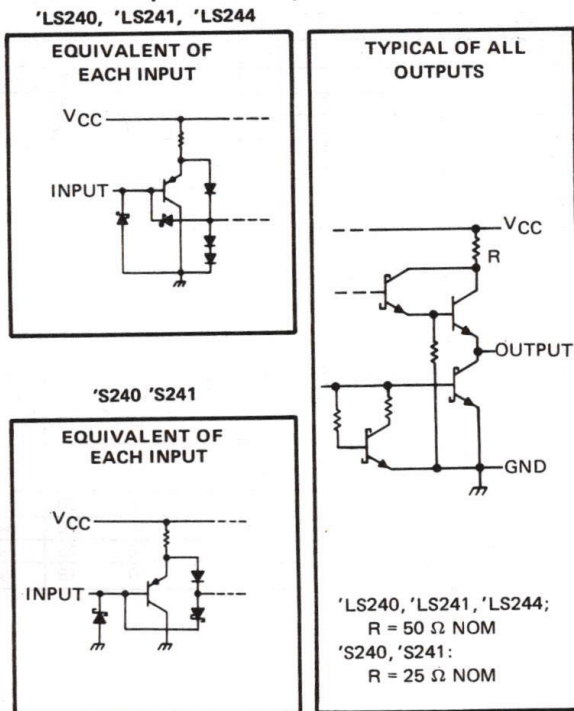 'LS240, 'LS241, 'LS244
EQUIVALENT OF
EACH INPUT
VCC
INPUT
'S240 'S241
EQUIVALENT OF
EACH INPUT
VCC
INPUT
TYPICAL OF ALL
OUTPUTS
VCC
R
OUTPUT
GND
'LS240, 'LS241, 'LS244;
R = 50 Ω NOM
'S240, 'S241:
R = 25 Ω NOM